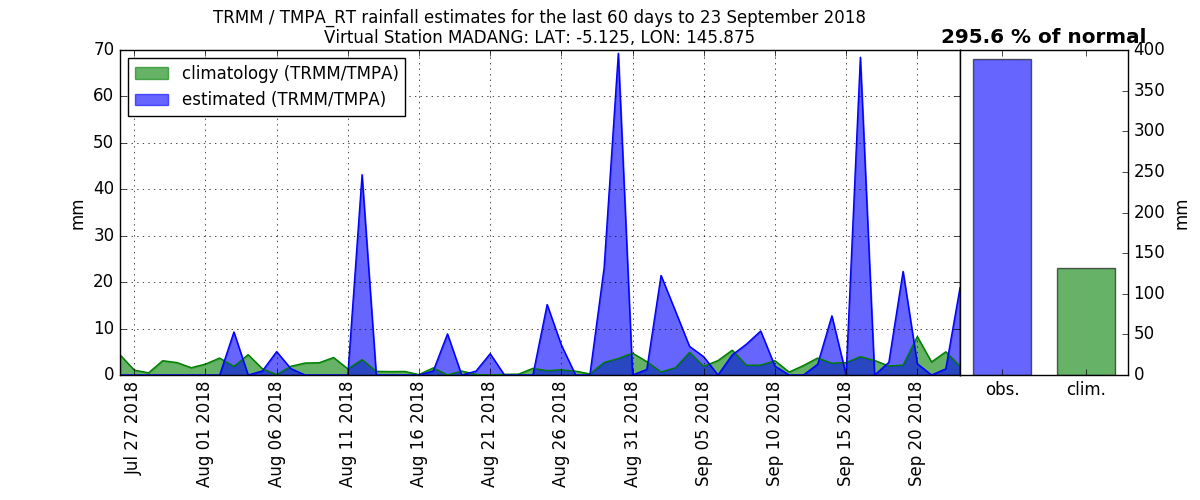 TRMM / TMPA_RT rainfall estimates for the last 60 days to 23 September 2018
Virtual Station MADANG: LAT: -5.125, LON: 145.875
295.6 % of normal
climatology (TRMM/TMPA)
estimated (TRMM/TMPA)
70
60
50
40
30
20
10
0
mm
Jul 27 2018
Aug 01 2018
Aug 06 2018
Aug 11 2018
Aug 16 2018
Aug 21 2018
Aug 26 2018
Aug 31 2018
Sep 05 2018
Sep 10 2018
Sep 15 2018
Sep 20 2018
400
350
300
250
200
150
100
50
0
mm
obs.
clim.